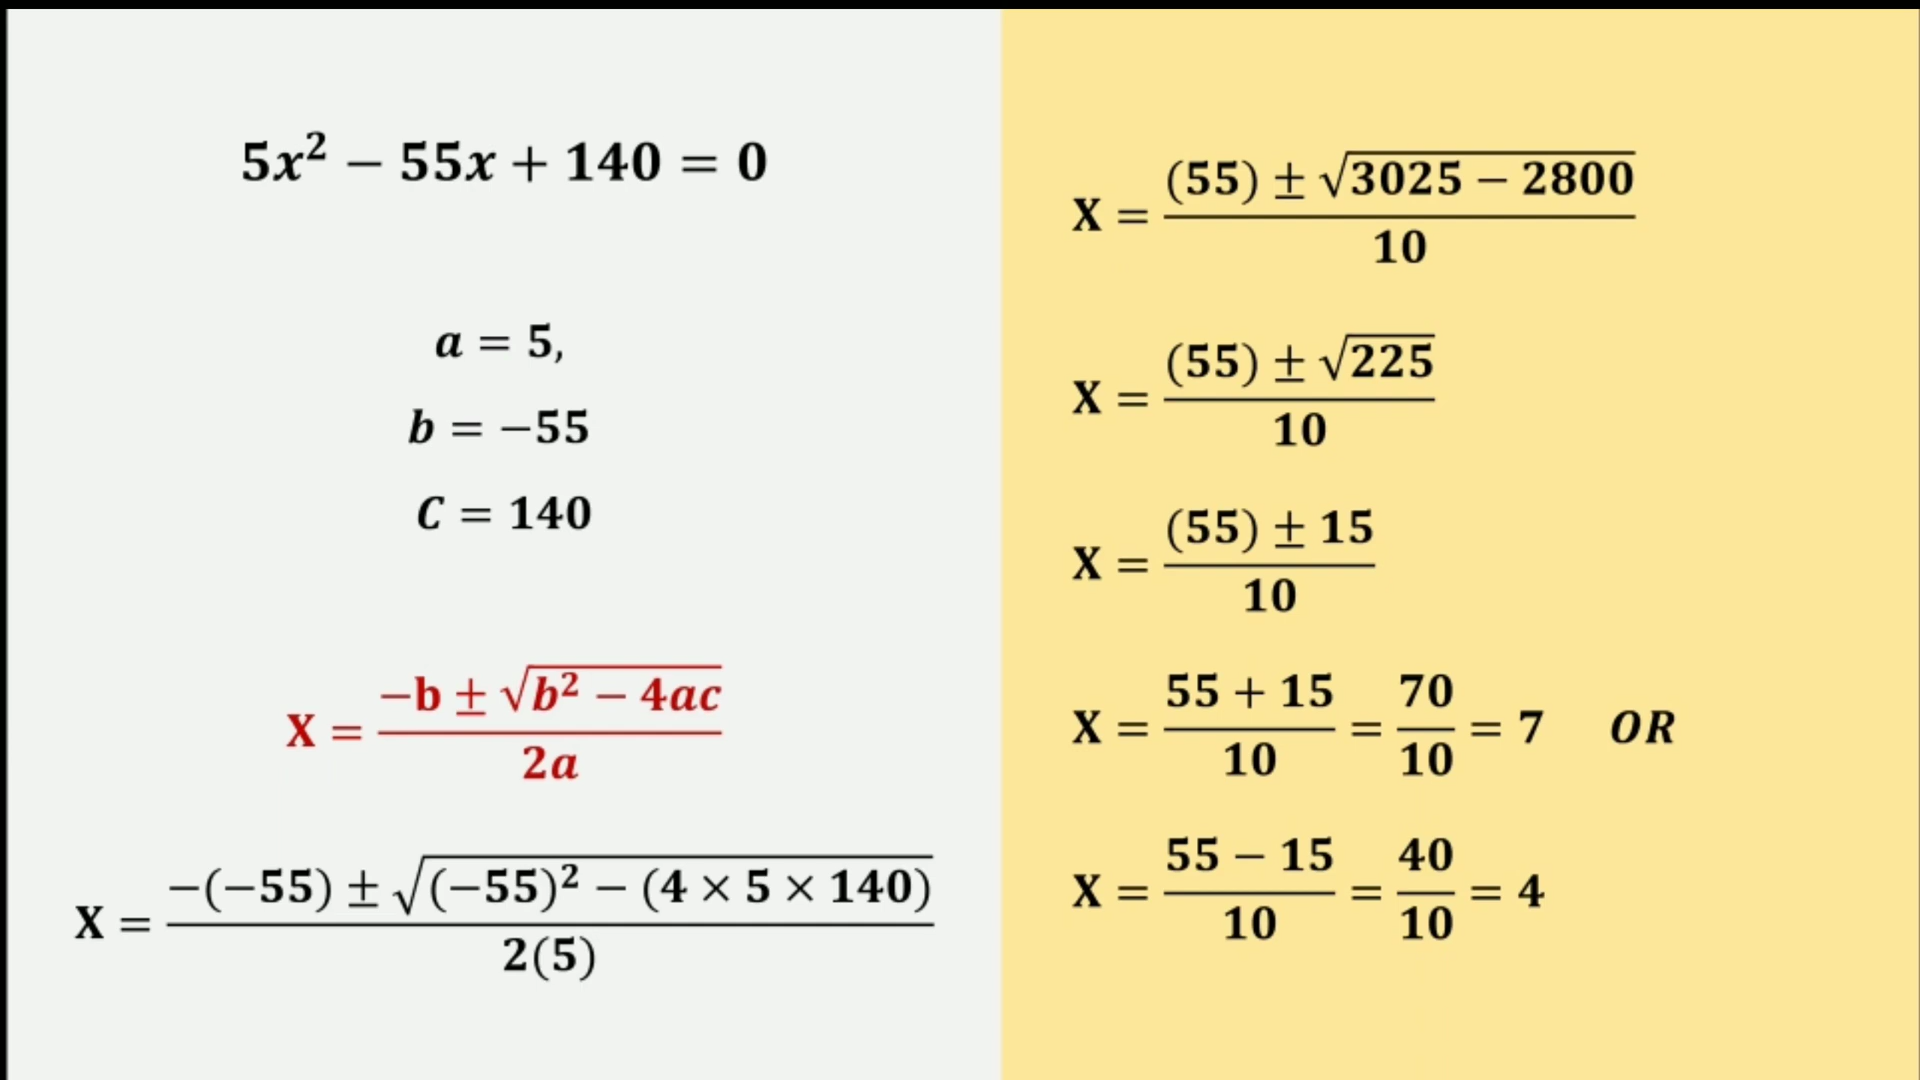 5x² − 55x + 140 = 0
a = 5,
b = −55
C = 140
X = (−b ± √(b² − 4ac)) / 2a
X = (−(−55) ± √((−55)² − (4 × 5 × 140))) / 2(5)
X = ((55) ± √(3025 − 2800)) / 10
X = ((55) ± √225) / 10
X = ((55) ± 15) / 10
X = (55 + 15) / 10 = 70 / 10 = 7 OR
X = (55 − 15) / 10 = 40 / 10 = 4